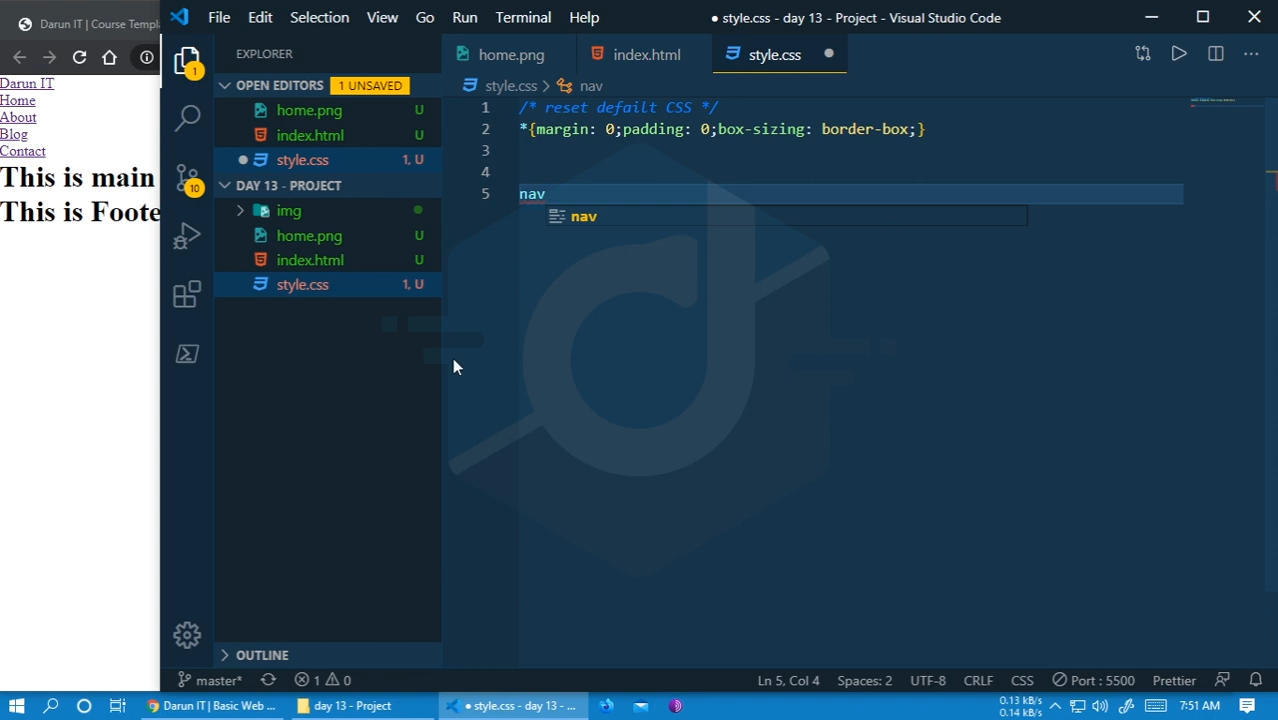 Darun IT | Course Templa
File Edit Selection View Go Run Terminal Help
● style.css - day 13 - Project - Visual Studio Code
EXPLORER
home.png
index.html
style.css
OPEN EDITORS 1 UNSAVED
style.css > nav
Darun IT
Home
About
Blog
Contact
This is main
This is Foote
1
10
home.png U
index.html U
style.css 1, U
DAY 13 - PROJECT
img
home.png U
index.html U
style.css 1, U
OUTLINE
1 /* reset defailt CSS */
2 *{margin: 0;padding: 0;box-sizing: border-box;}
3
4
5 nav
nav
master* 1 0
Ln 5, Col 4 Spaces: 2 UTF-8 CRLF CSS Port : 5500 Prettier
Darun IT | Basic Web ...
day 13 - Project
● style.css - day 13 - ...
0.13 kB/s
0.14 kB/s
7:51 AM